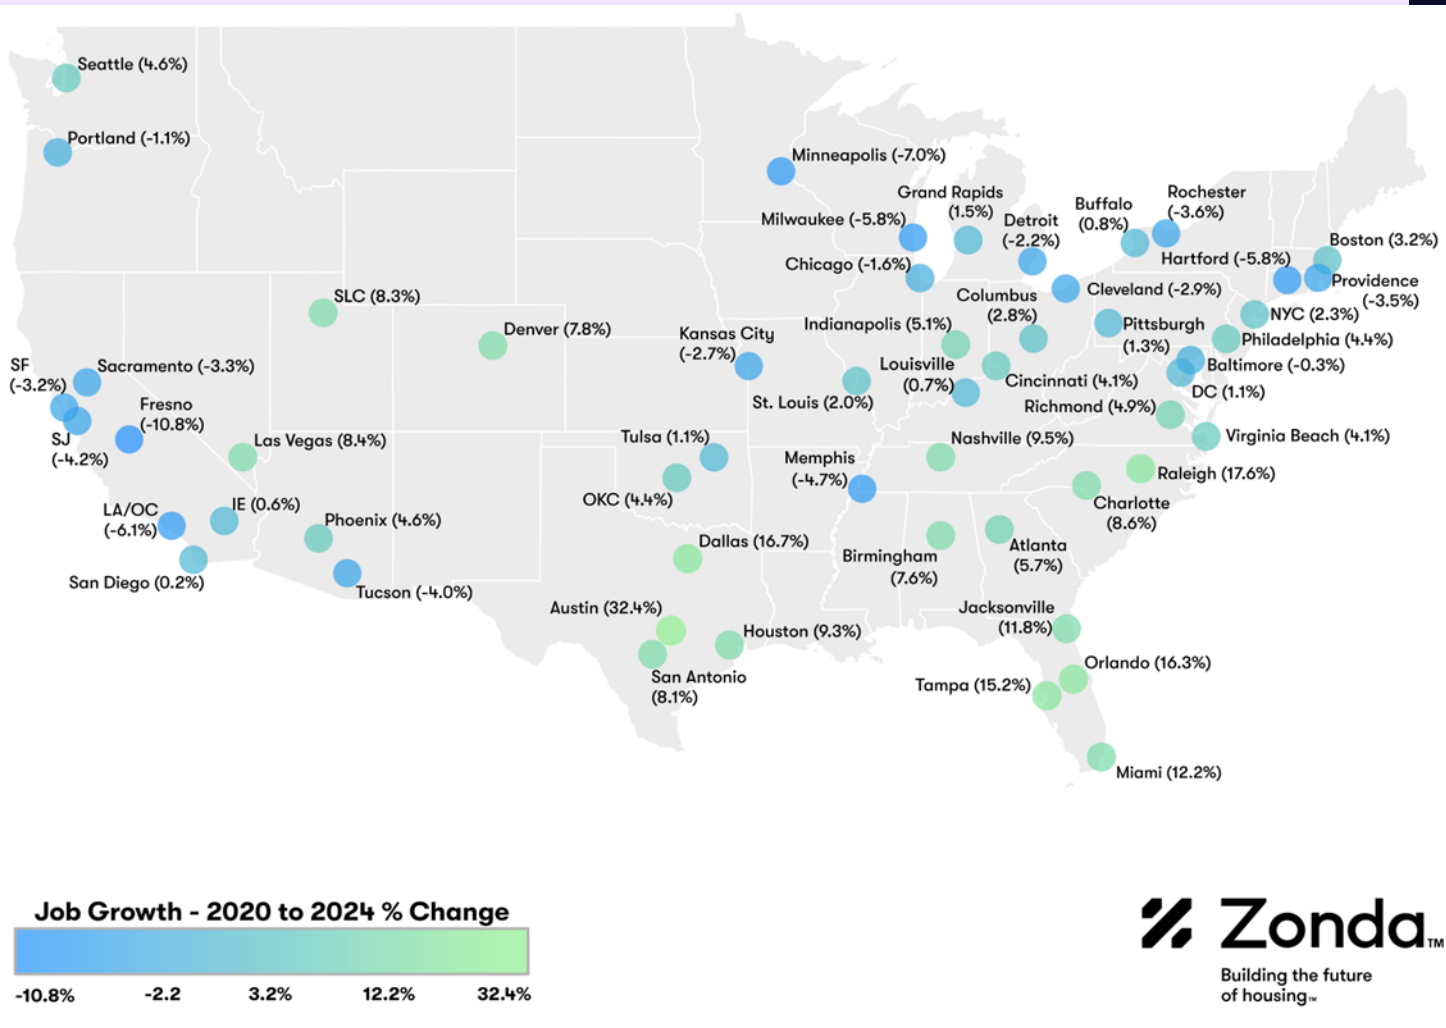 Seattle (4.6%)
Portland (-1.1%)
Minneapolis (-7.0%)
Grand Rapids
(1.5%)
Milwaukee (-5.8%)
Detroit
(-2.2%)
Chicago (-1.6%)
Buffalo
(0.8%)
Rochester
(-3.6%)
Boston (3.2%)
Hartford (-5.8%)
Providence
(-3.5%)
Cleveland (-2.9%)
Columbus
(2.8%)
NYC (2.3%)
Pittsburgh
(1.3%)
Philadelphia (4.4%)
Baltimore (-0.3%)
DC (1.1%)
SLC (8.3%)
Denver (7.8%)
Kansas City
(-2.7%)
Indianapolis (5.1%)
Louisville
(0.7%)
Cincinnati (4.1%)
St. Louis (2.0%)
Richmond (4.9%)
Virginia Beach (4.1%)
SF
(-3.2%)
Sacramento (-3.3%)
Fresno
(-10.8%)
SJ
(-4.2%)
Las Vegas (8.4%)
Tulsa (1.1%)
OKC (4.4%)
Memphis
(-4.7%)
Nashville (9.5%)
Raleigh (17.6%)
Charlotte
(8.6%)
LA/OC
(-6.1%)
IE (0.6%)
Phoenix (4.6%)
San Diego (0.2%)
Tucson (-4.0%)
Dallas (16.7%)
Birmingham
(7.6%)
Atlanta
(5.7%)
Austin (32.4%)
Houston (9.3%)
San Antonio
(8.1%)
Jacksonville
(11.8%)
Orlando (16.3%)
Tampa (15.2%)
Miami (12.2%)
Job Growth - 2020 to 2024 % Change
-10.8% -2.2 3.2% 12.2% 32.4%
Zonda™
Building the future
of housing™